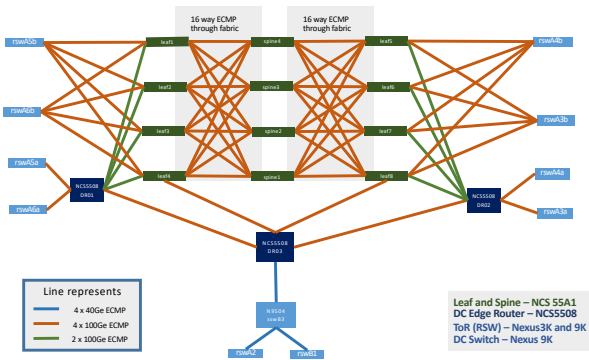 16 way ECMP
through fabric
16 way ECMP
through fabric
rswA5b
leaf1
spine4
leaf5
rswA4b
leaf2
spine3
leaf6
rswA6b
rswA3b
leaf3
spine2
leaf7
rswA5a
leaf4
spine1
leaf8
rswA4a
NCS5508
DR01
NCS5508
DR02
rswA6a
rswA3a
NCS5508
DR03
Line represents
4 x 40Ge ECMP
4 x 100Ge ECMP
2 x 100Ge ECMP
N9504
sswB3
rswA2
rswB1
Leaf and Spine – NCS 55A1
DC Edge Router – NCS5508
ToR (RSW) – Nexus3K and 9K
DC Switch – Nexus 9K